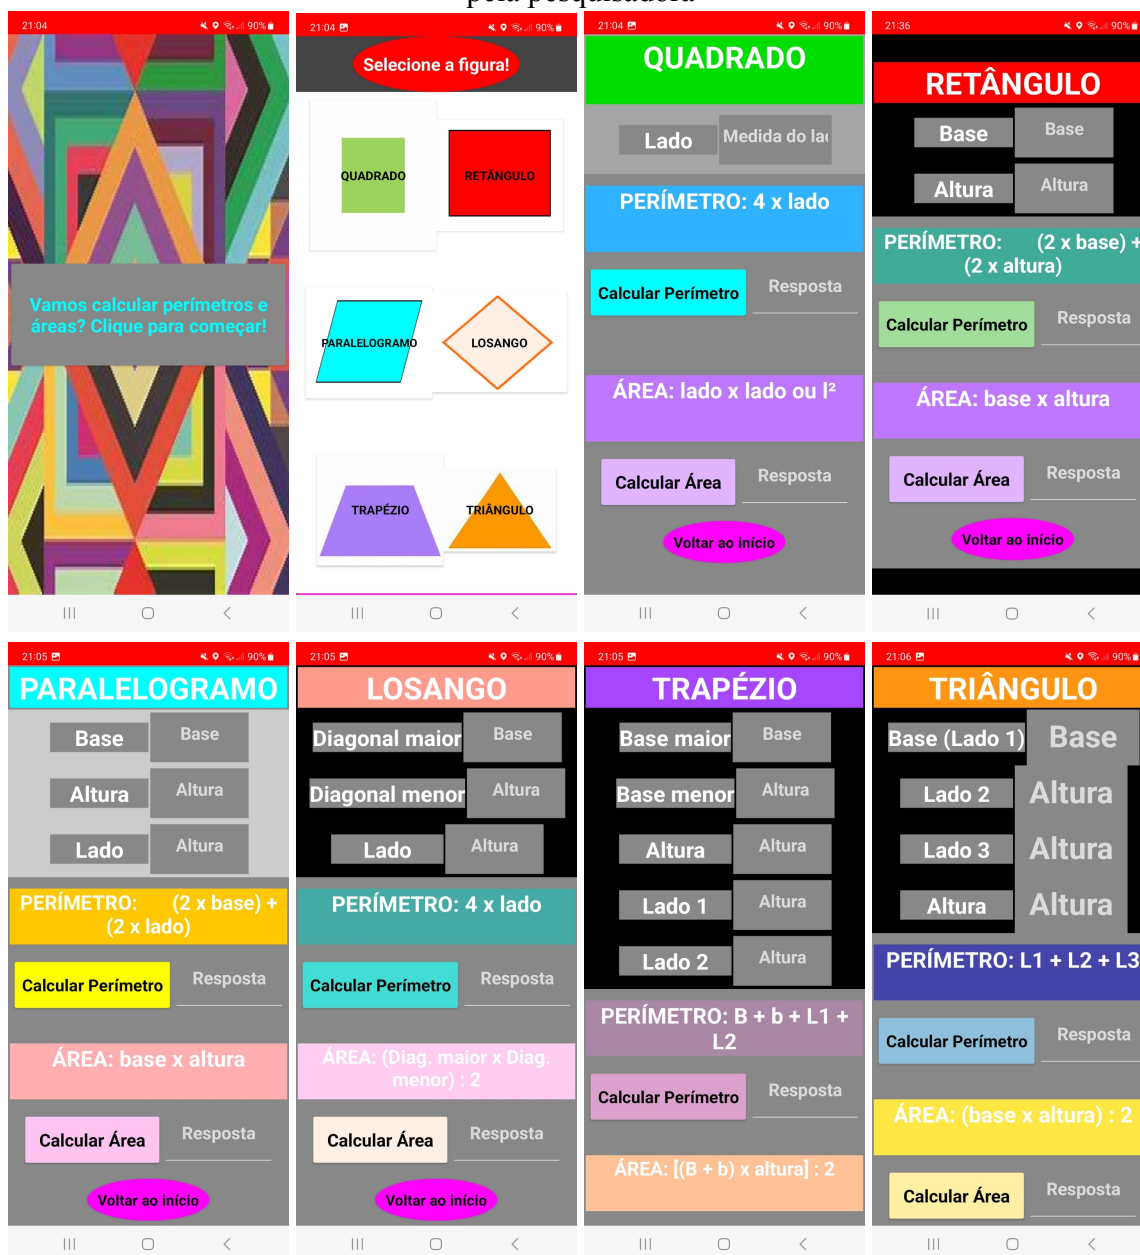 pela pesquisadora
21:04
90%
Vamos calcular perímetros e
áreas? Clique para começar!
21:04
90%
Selecione a figura!
QUADRADO
RETÂNGULO
PARALELOGRAMO
LOSANGO
TRAPÉZIO
TRIÂNGULO
21:04
90%
QUADRADO
Lado
Medida do la
PERÍMETRO: 4 x lado
Calcular Perímetro
Resposta
ÁREA: lado x lado ou l²
Calcular Área
Resposta
Voltar ao início
21:36
90%
RETÂNGULO
Base
Base
Altura
Altura
PERÍMETRO: (2 x base) +
(2 x altura)
Calcular Perímetro
Resposta
ÁREA: base x altura
Calcular Área
Resposta
Voltar ao início
21:05
90%
PARALELOGRAMO
Base
Base
Altura
Altura
Lado
Altura
PERÍMETRO: (2 x base) +
(2 x lado)
Calcular Perímetro
Resposta
ÁREA: base x altura
Calcular Área
Resposta
Voltar ao início
21:05
90%
LOSANGO
Diagonal maior
Base
Diagonal menor
Altura
Lado
Altura
PERÍMETRO: 4 x lado
Calcular Perímetro
Resposta
ÁREA: (Diag. maior x Diag.
menor) : 2
Calcular Área
Resposta
Voltar ao início
21:05
90%
TRAPÉZIO
Base maior
Base
Base menor
Altura
Altura
Altura
Lado 1
Altura
Lado 2
Altura
PERÍMETRO: B + b + L1 +
L2
Calcular Perímetro
Resposta
ÁREA: [(B + b) x altura] : 2
21:06
90%
TRIÂNGULO
Base (Lado 1)
Base
Lado 2
Altura
Lado 3
Altura
Altura
Altura
PERÍMETRO: L1 + L2 + L3
Calcular Perímetro
Resposta
ÁREA: (base x altura) : 2
Calcular Área
Resposta